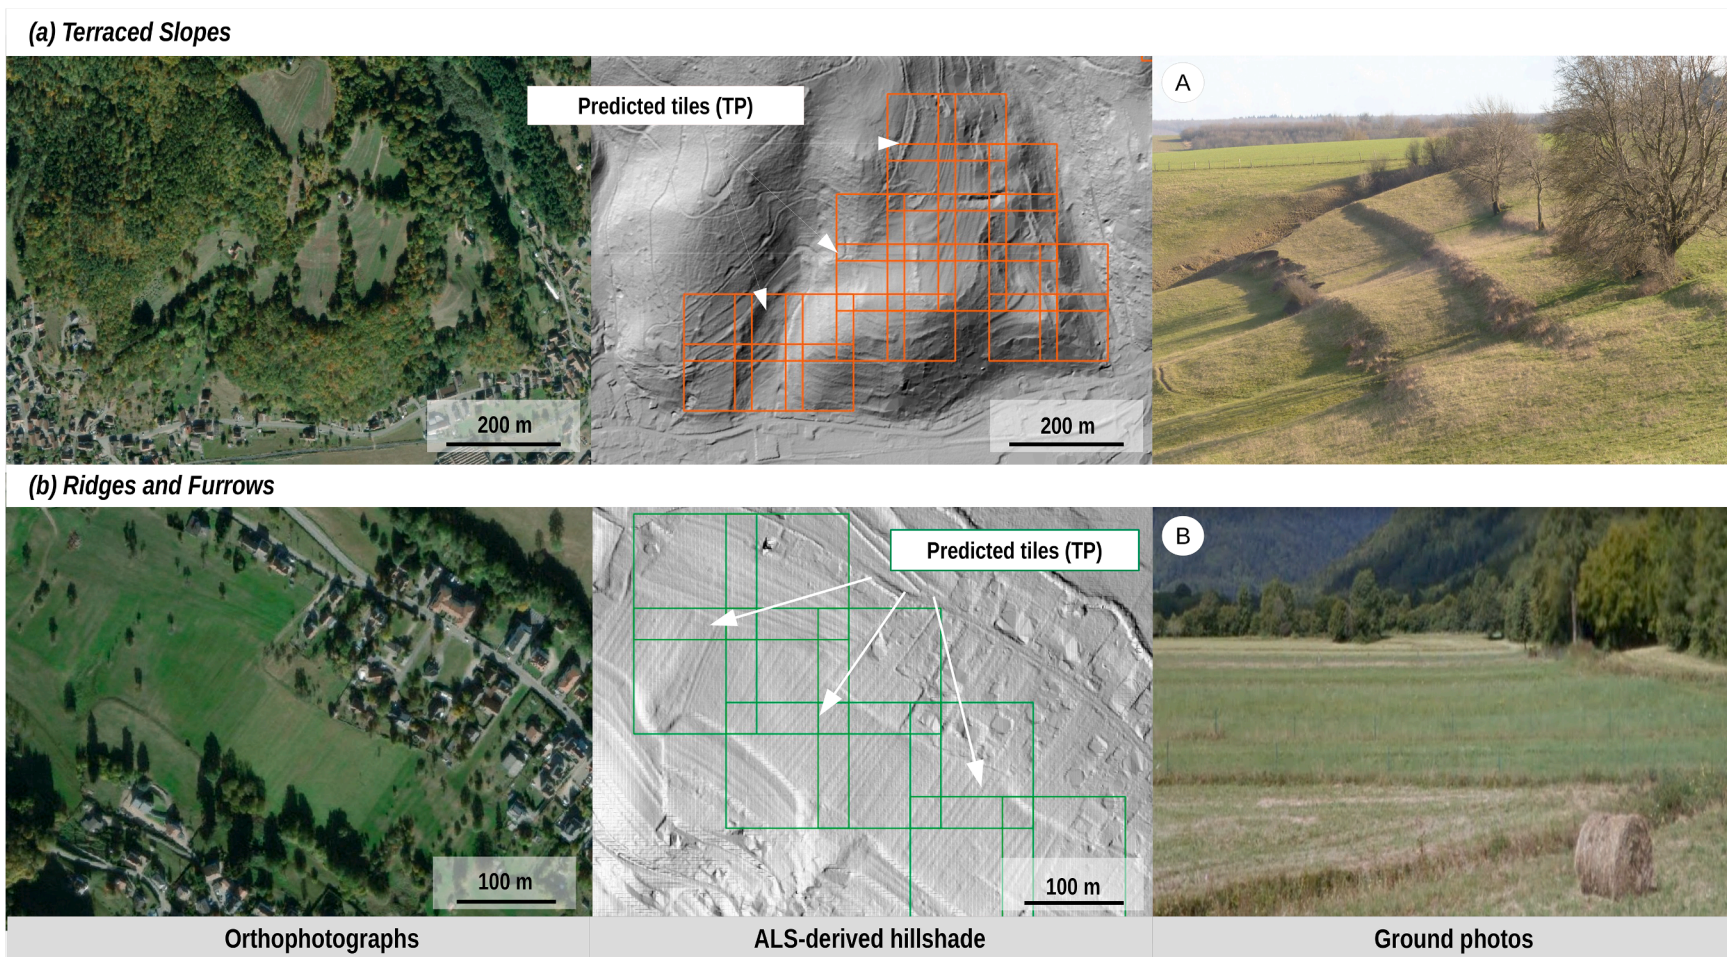 (a) Terraced Slopes
Predicted tiles (TP)
A
200 m
200 m
(b) Ridges and Furrows
Predicted tiles (TP)
B
100 m
100 m
Orthophotographs
ALS-derived hillshade
Ground photos